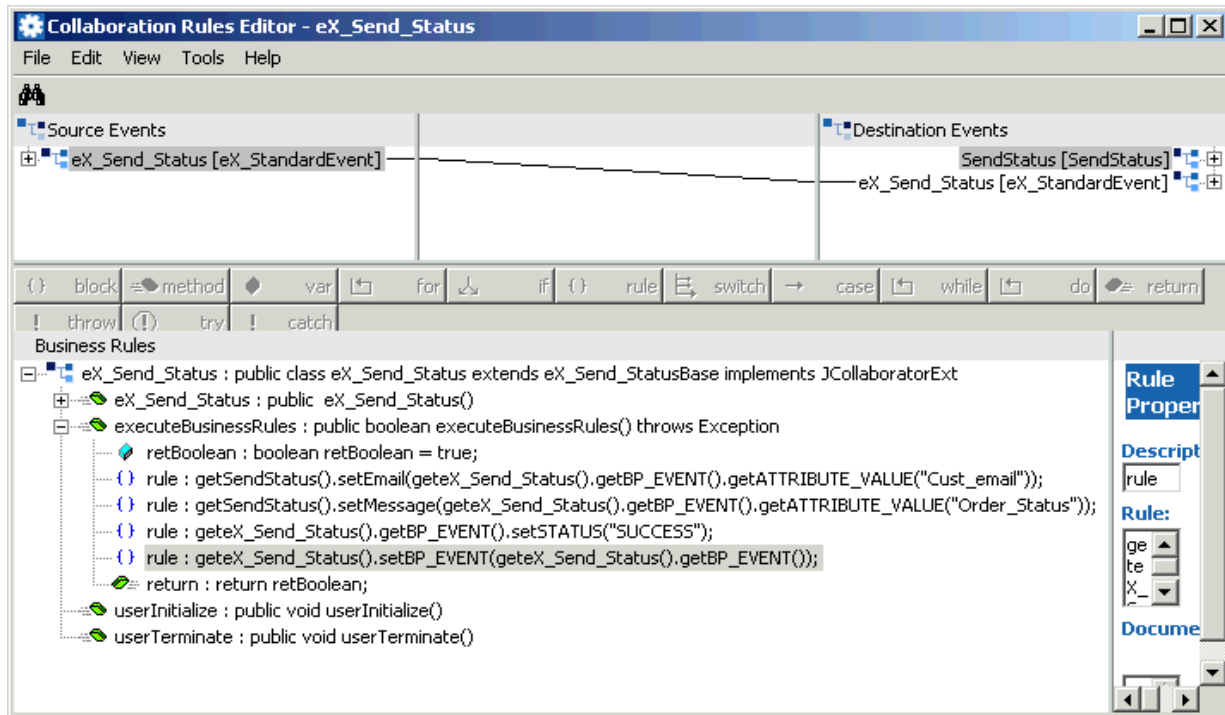 Collaboration Rules Editor - eX_Send_Status
File Edit View Tools Help
Source Events
Destination Events
eX_Send_Status [eX_StandardEvent]
SendStatus [SendStatus]
eX_Send_Status [eX_StandardEvent]
{} block method var for if {} rule switch case while do return
! throw (!) try ! catch
Business Rules
eX_Send_Status : public class eX_Send_Status extends eX_Send_StatusBase implements JCollaboratorExt
eX_Send_Status : public eX_Send_Status()
executeBusinessRules : public boolean executeBusinessRules() throws Exception
retBoolean : boolean retBoolean = true;
{} rule : getSendStatus().setEmail(geteX_Send_Status().getBP_EVENT().getATTRIBUTE_VALUE("Cust_email"));
{} rule : getSendStatus().setMessage(geteX_Send_Status().getBP_EVENT().getATTRIBUTE_VALUE("Order_Status"));
{} rule : geteX_Send_Status().getBP_EVENT().setSTATUS("SUCCESS");
{} rule : geteX_Send_Status().setBP_EVENT(geteX_Send_Status().getBP_EVENT());
return : return retBoolean;
userInitialize : public void userInitialize()
userTerminate : public void userTerminate()
Rule
Proper
Descript
rule
Rule:
ge
te
X_
Docume